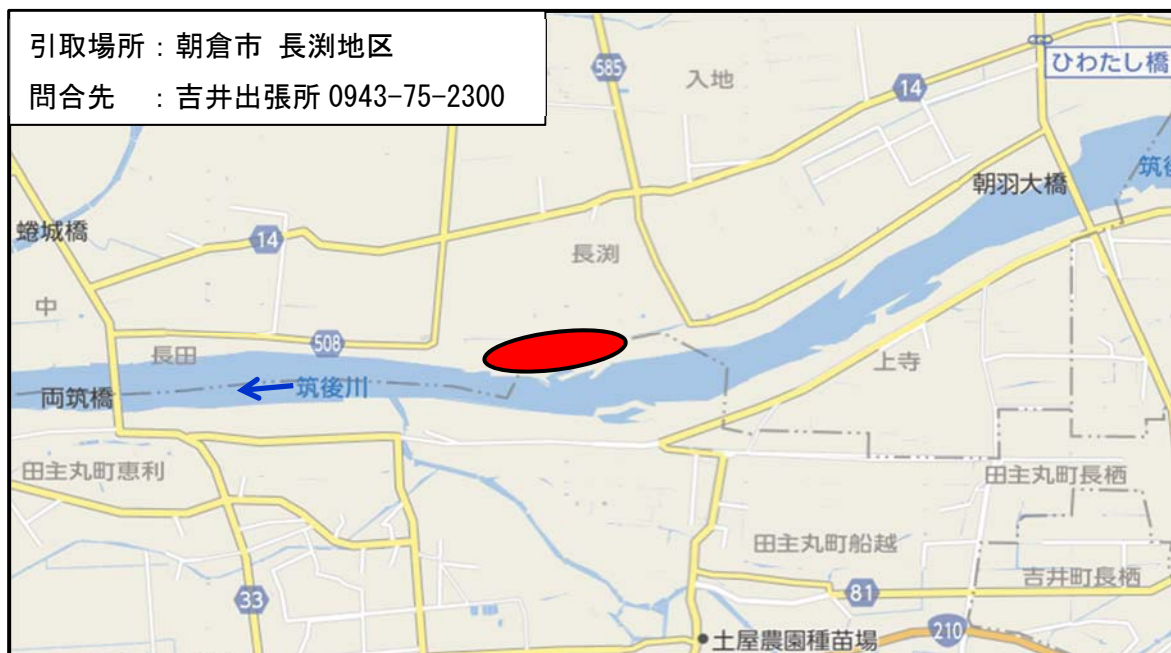 引取場所：朝倉市 長渕地区
問合先　：吉井出張所 0943-75-2300
585
入地
14
ひわたし橋
朝羽大橋
筑後
蜷城橋
14
長渕
中
508
長田
筑後川
両筑橋
上寺
田主丸町恵利
田主丸町長栖
田主丸町船越
吉井町長栖
33
81
210
土屋農園種苗場